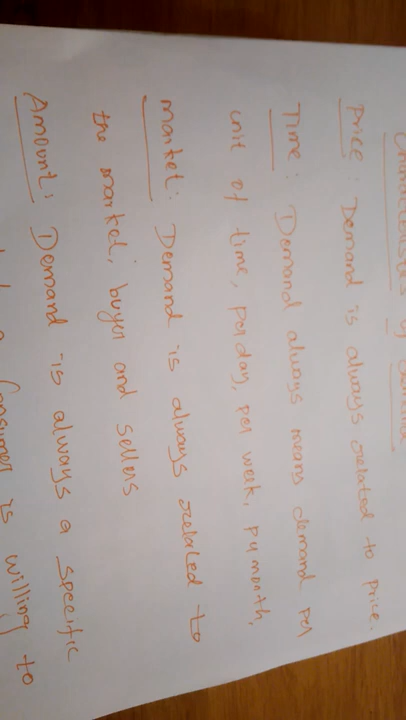 Characteristics of demand
Price: Demand is always related to Price.
Time: Demand always means demand per
unit of time, per day, per week, per month,
market: Demand is always related to
the market, buyer and sellers
Amount: Demand is always a specific
consumer is willing to